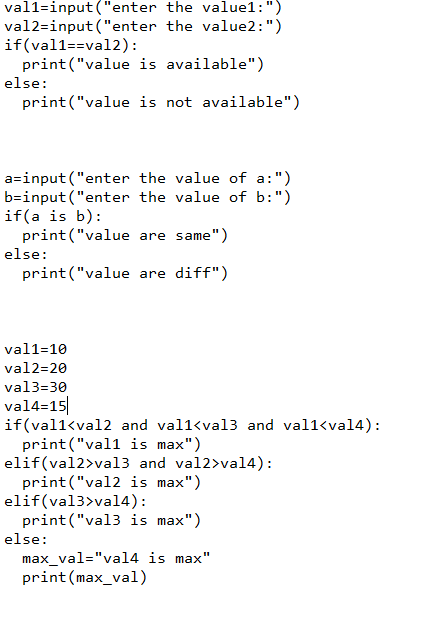 val1=input("enter the value1:")
val2=input("enter the value2:")
if(val1==val2):
  print("value is available")
else:
  print("value is not available")
a=input("enter the value of a:")
b=input("enter the value of b:")
if(a is b):
  print("value are same")
else:
  print("value are diff")
val1=10
val2=20
val3=30
val4=15
if(val1<val2 and val1<val3 and val1<val4):
  print("val1 is max")
elif(val2>val3 and val2>val4):
  print("val2 is max")
elif(val3>val4):
  print("val3 is max")
else:
  max_val="val4 is max"
  print(max_val)